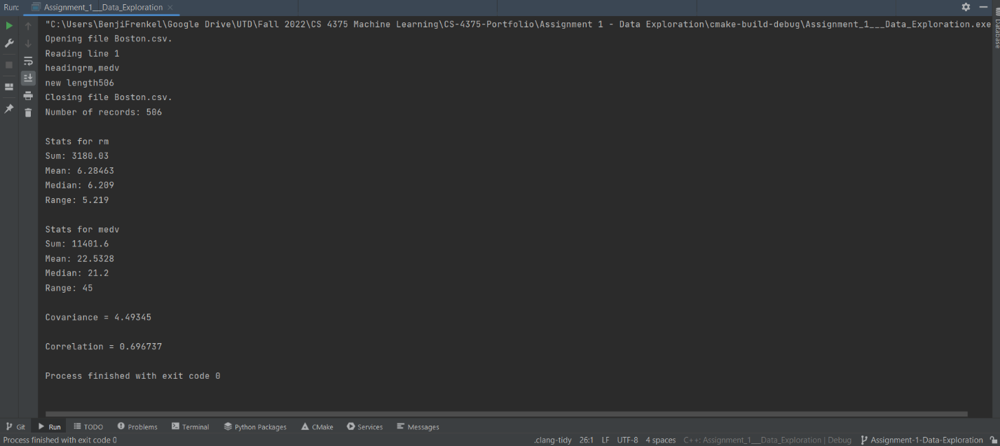 Run: Assignment_1___Data_Exploration ×
"C:\Users\BenjiFrenkel\Google Drive\UTD\Fall 2022\CS 4375 Machine Learning\CS-4375-Portfolio\Assignment 1 - Data Exploration\cmake-build-debug\Assignment_1___Data_Exploration.exe
Database
Opening file Boston.csv.
Reading line 1
headingrm,medv
new length506
Closing file Boston.csv.
Number of records: 506
Stats for rm
Sum: 3180.03
Mean: 6.28463
Median: 6.209
Range: 5.219
Stats for medv
Sum: 11401.6
Mean: 22.5328
Median: 21.2
Range: 45
Covariance = 4.49345
Correlation = 0.696737
Process finished with exit code 0
Git Run TODO Problems Terminal Python Packages CMake Services Messages
Process finished with exit code 0 .clang-tidy 26:1 LF UTF-8 4 spaces C++: Assignment_1___Data_Exploration | Debug Assignment-1-Data-Exploration